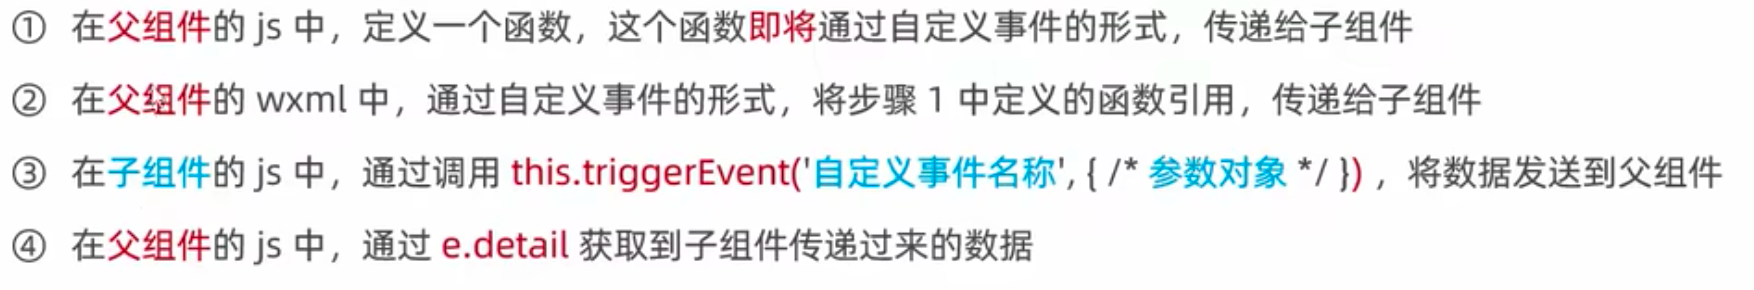 ① 在父组件的 js 中，定义一个函数，这个函数即将通过自定义事件的形式，传递给子组件
② 在父组件的 wxml 中，通过自定义事件的形式，将步骤 1 中定义的函数引用，传递给子组件
③ 在子组件的 js 中，通过调用 this.triggerEvent('自定义事件名称', { /* 参数对象 */ }) ，将数据发送到父组件
④ 在父组件的 js 中，通过 e.detail 获取到子组件传递过来的数据